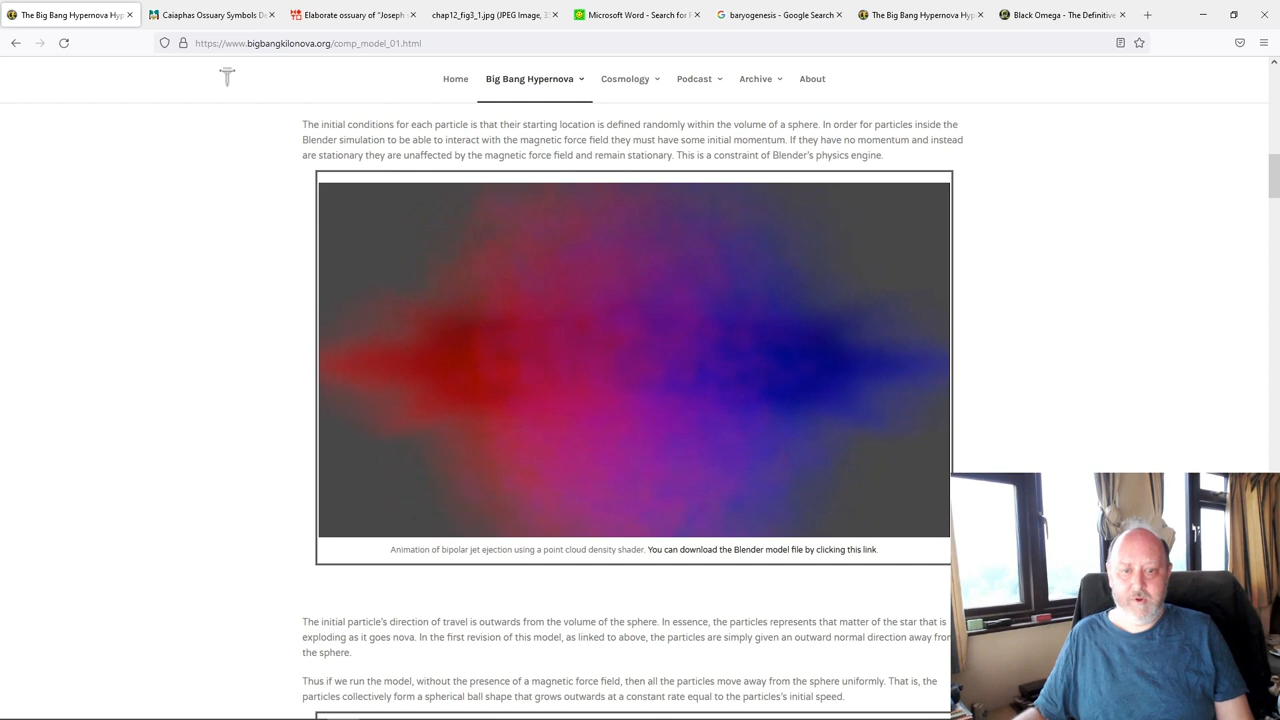 The Big Bang Hypernova Hyp
Caiaphas Ossuary Symbols De
Elaborate ossuary of "Joseph
chap12_fig3_1.jpg (JPEG Image, 3
Microsoft Word - Search for H
baryogenesis - Google Search
The Big Bang Hypernova Hyp
Black Omega - The Definitive
https://www.bigbangkilonova.org/comp_model_01.html
Home Big Bang Hypernova Cosmology Podcast Archive About
The initial conditions for each particle is that their starting location is defined randomly within the volume of a sphere. In order for particles inside the
Blender simulation to be able to interact with the magnetic force field they must have some initial momentum. If they have no momentum and instead
are stationary they are unaffected by the magnetic force field and remain stationary. This is a constraint of Blender's physics engine.
Animation of bipolar jet ejection using a point cloud density shader. You can download the Blender model file by clicking this link.
The initial particle's direction of travel is outwards from the volume of the sphere. In essence, the particles represents that matter of the star that is
exploding as it goes nova. In the first revision of this model, as linked to above, the particles are simply given an outward normal direction away from
the sphere.
Thus if we run the model, without the presence of a magnetic force field, then all the particles move away from the sphere uniformly. That is, the
particles collectively form a spherical ball shape that grows outwards at a constant rate equal to the particles's initial speed.